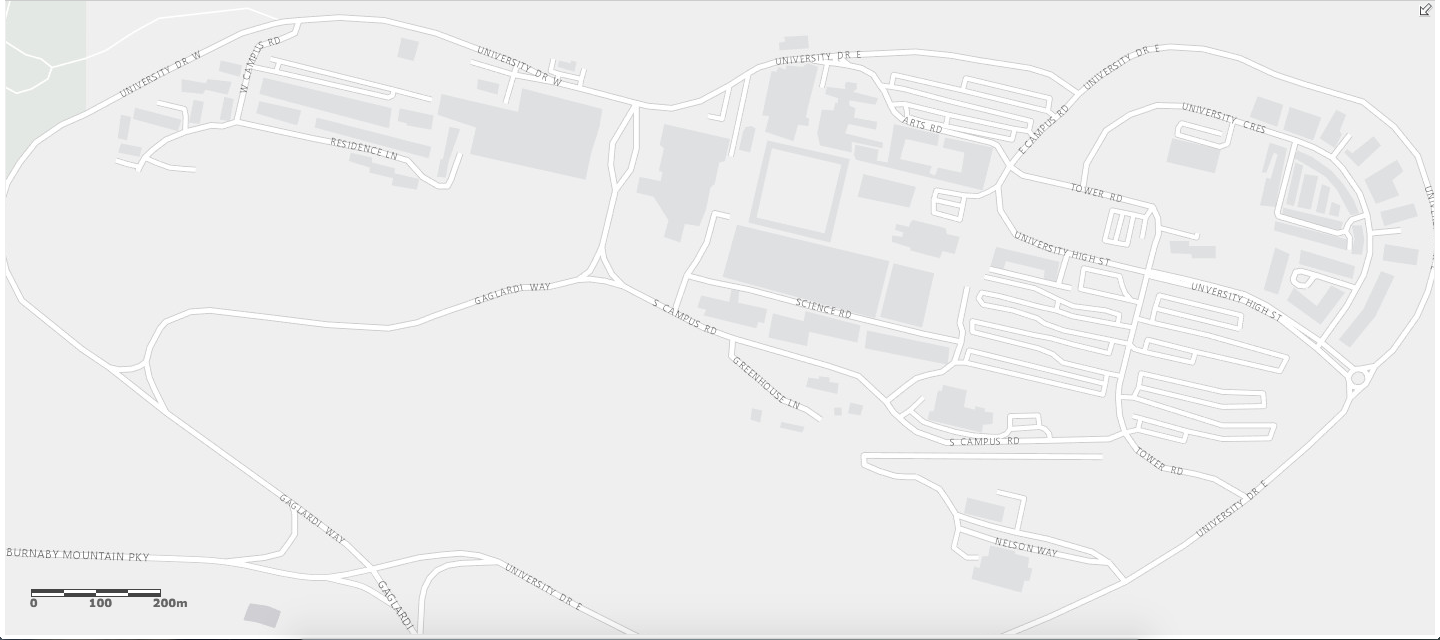 UNIVERSITY DR E
UNIVERSITY DR W
UNIVERSITY DR W
W CAMPUS RD
UNIVERSITY DR E
UNIVERSITY CRES
ARTS RD
E CAMPUS RD
RESIDENCE LN
TOWER RD
UNIVERSITY HIGH ST
UNIVERSITY HIGH ST
GAGLARDI WAY
S CAMPUS RD
SCIENCE RD
GREENHOUSE LN
S CAMPUS RD
TOWER RD
UNIVERSITY DR E
GAGLARDI WAY
NELSON WAY
BURNABY MOUNTAIN PKY
UNIVERSITY DR E
GAGLARDI
0 100 200m